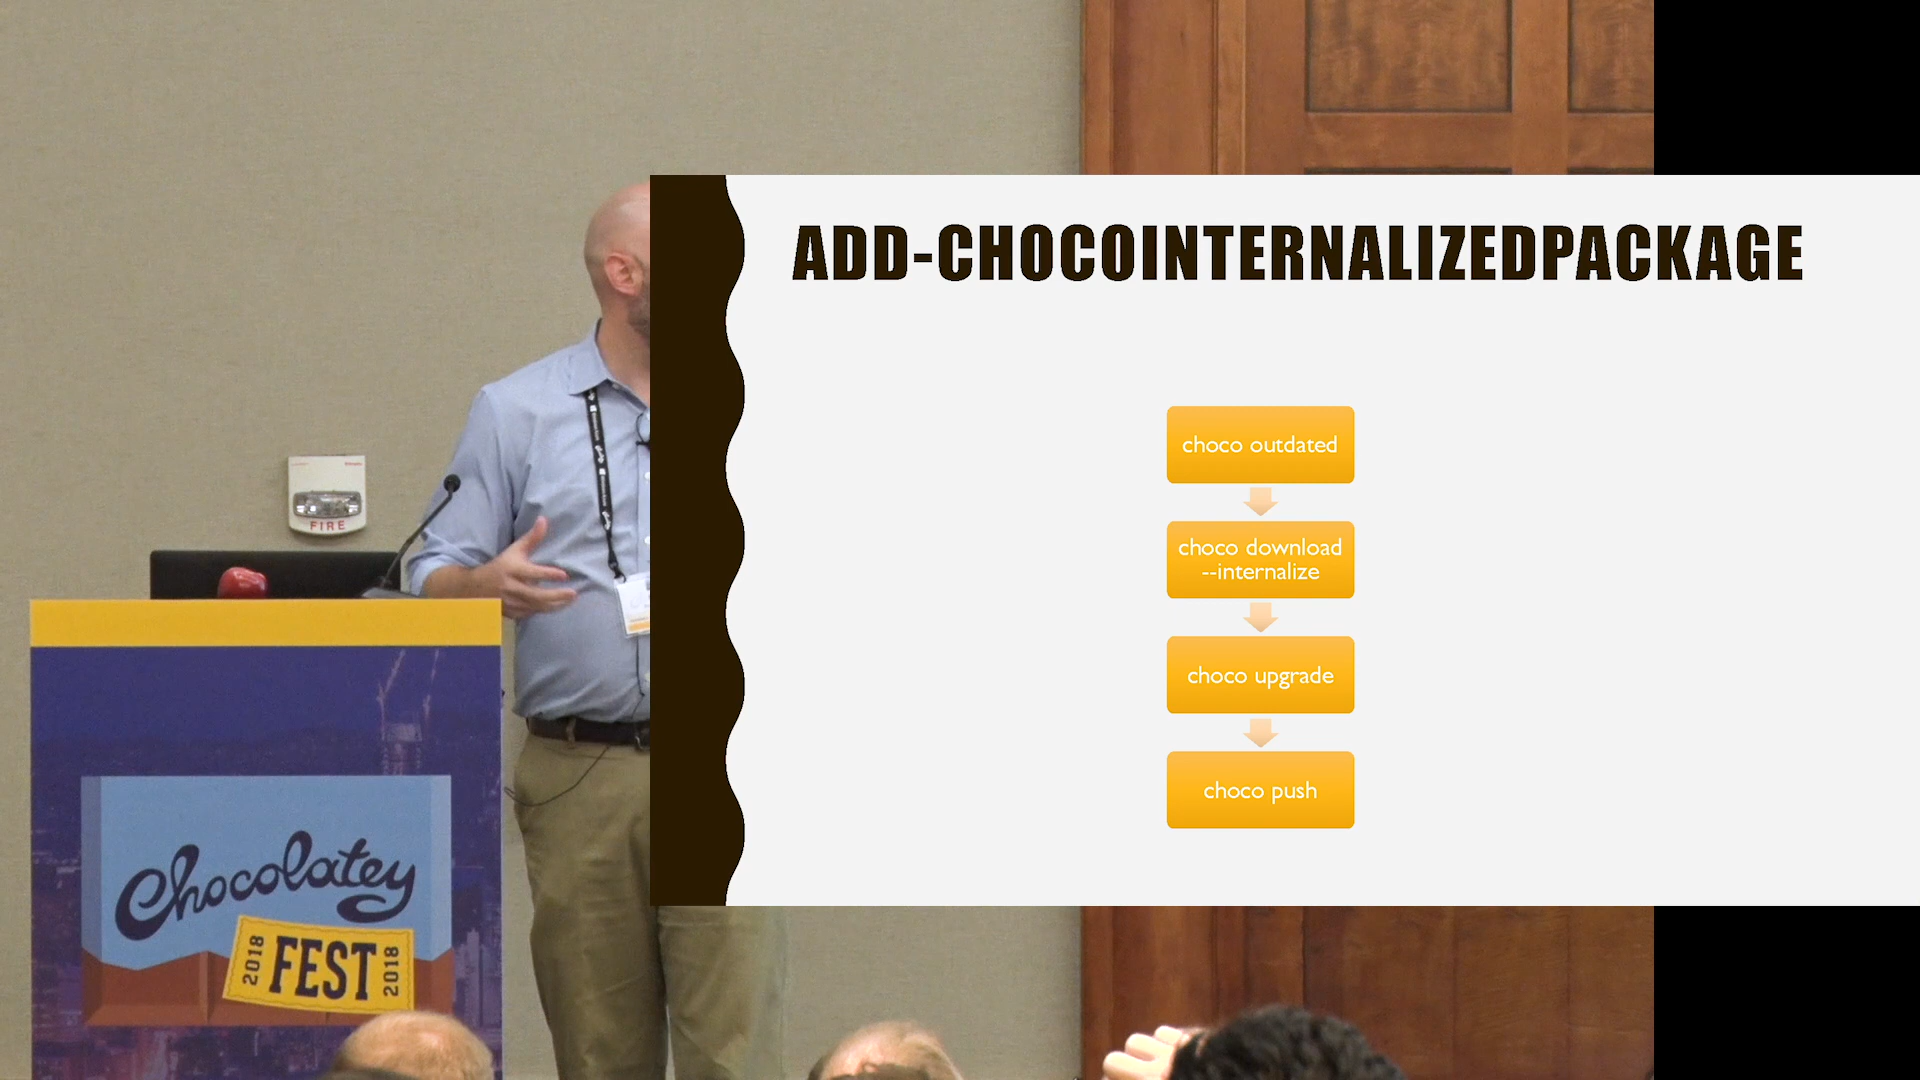 ADD-CHOCOINTERNALIZEDPACKAGE
choco outdated
choco download
--internalize
choco upgrade
choco push
FIRE
Chocolatey
2018 FEST 2018